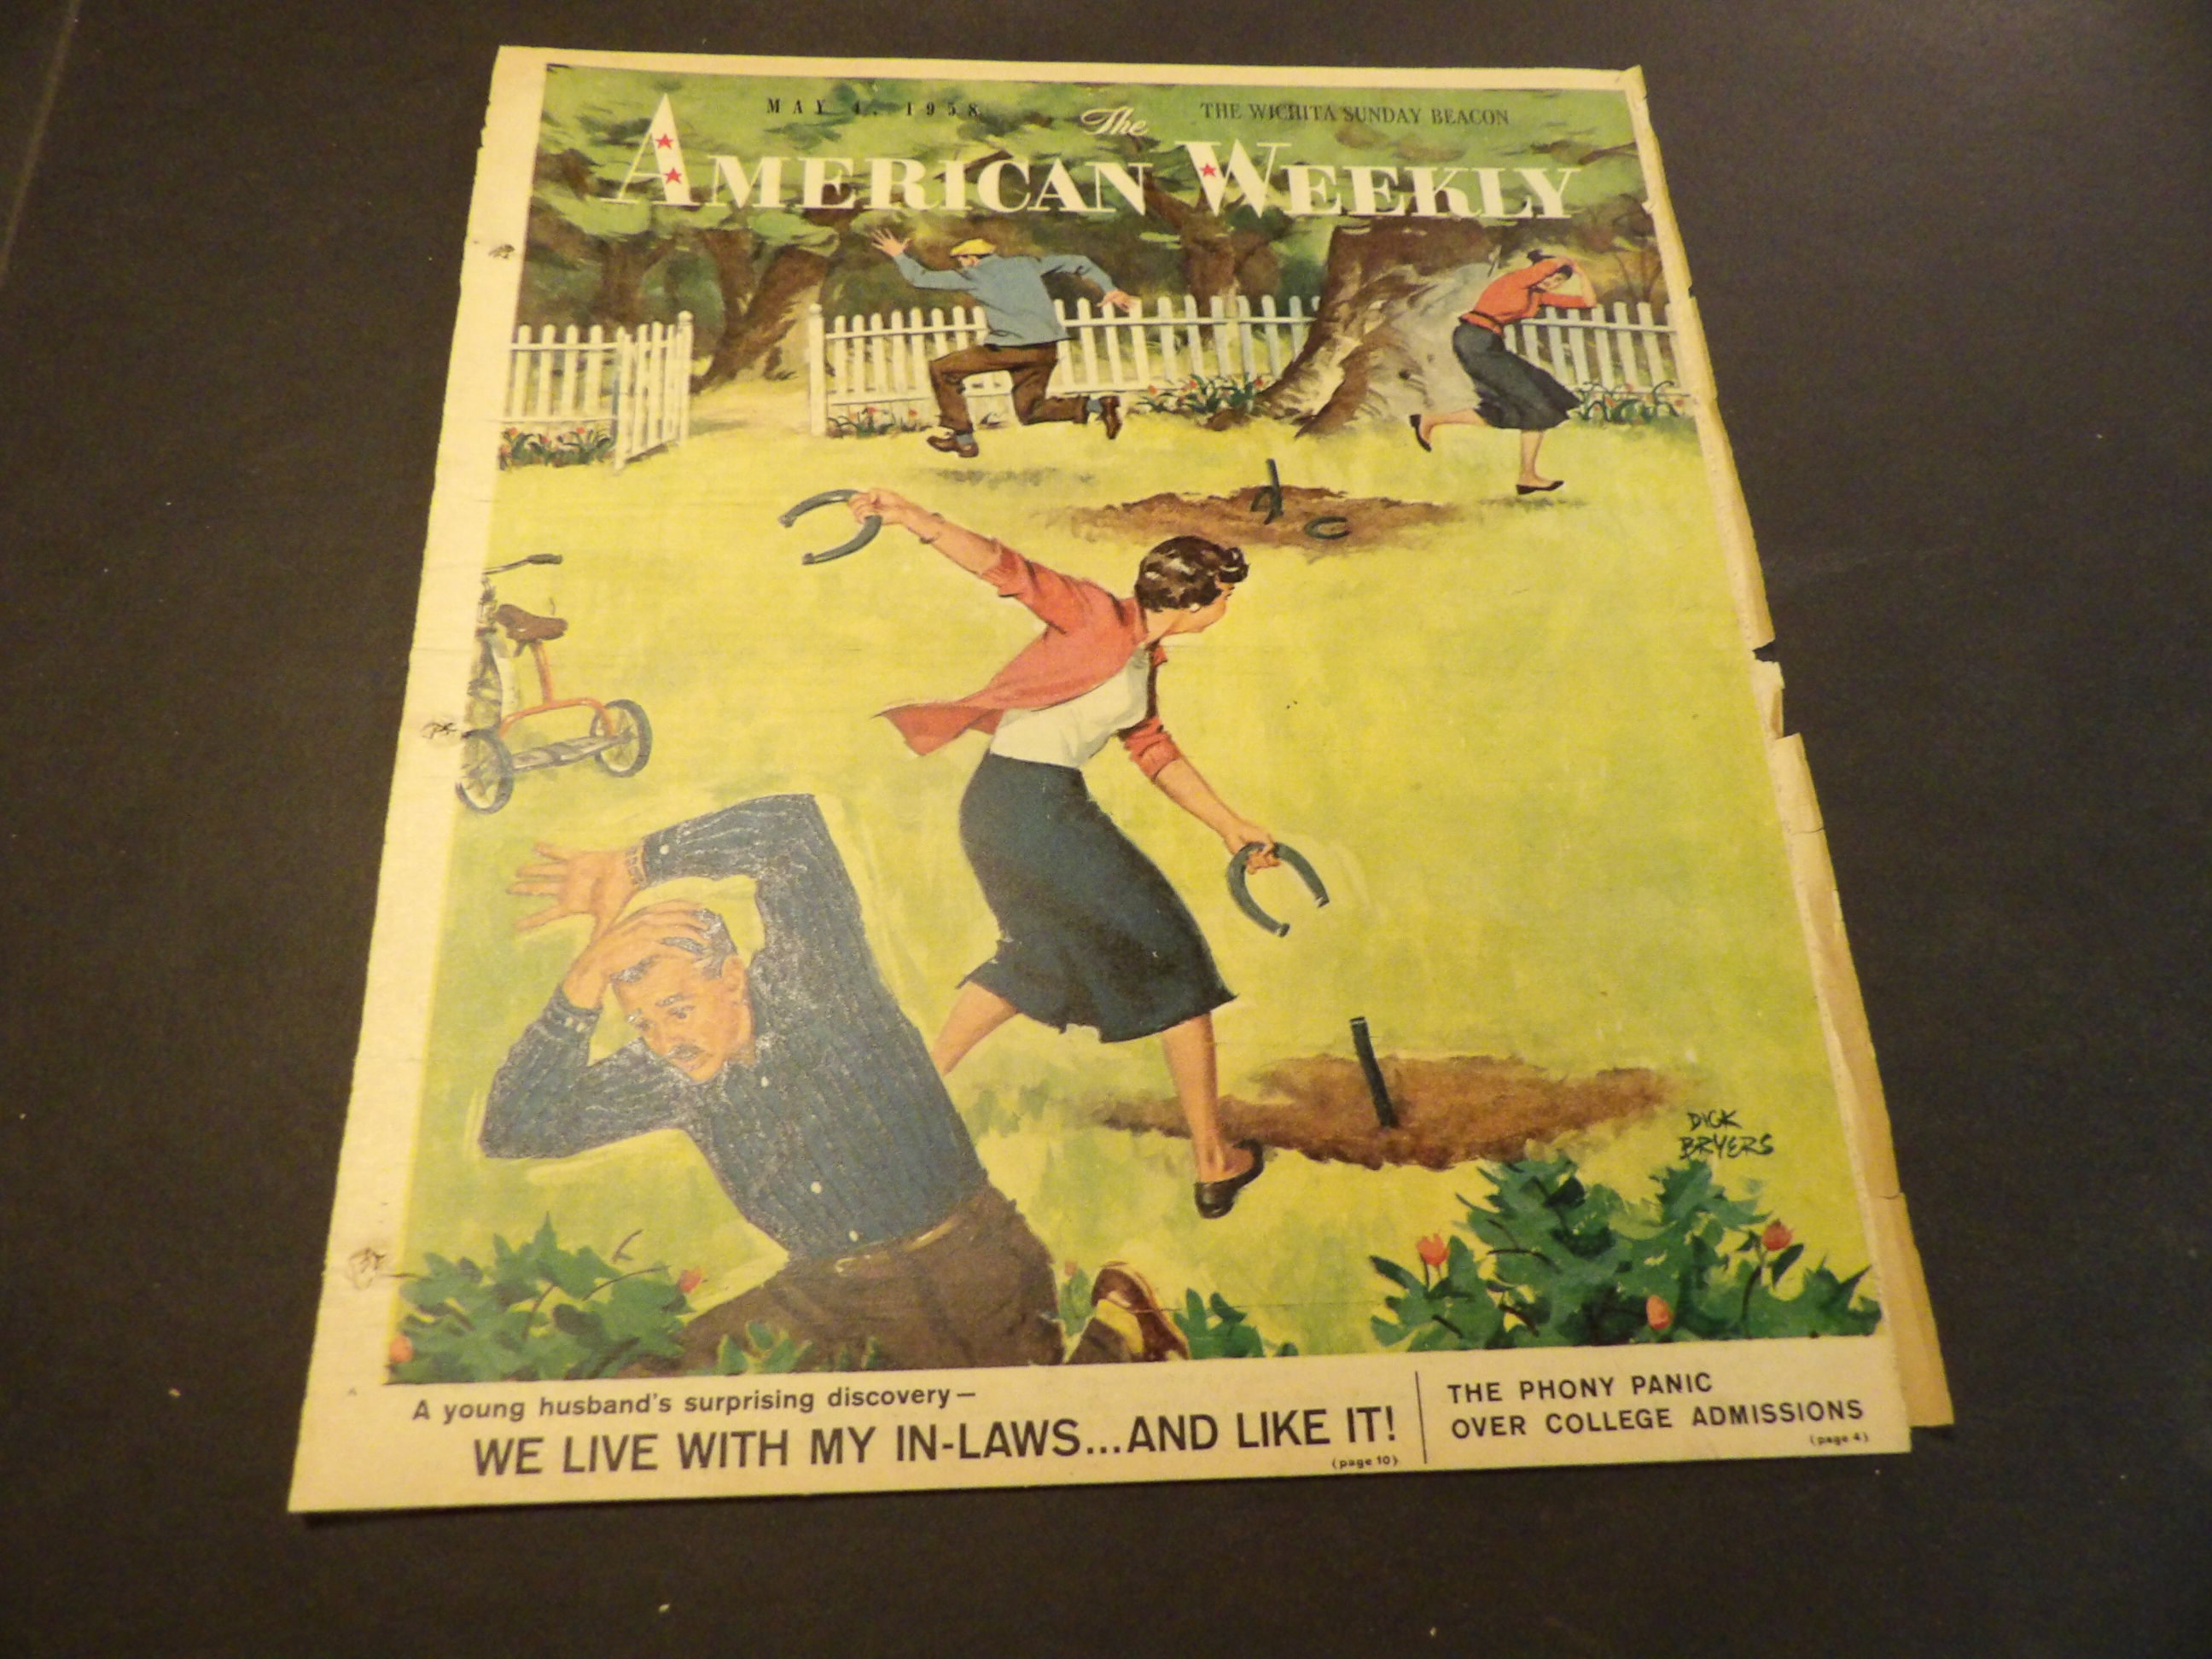 MAY 4, 1958
The
THE WICHITA SUNDAY BEACON
AMERICAN WEEKLY
DICK
BRYERS
A young husband's surprising discovery—
WE LIVE WITH MY IN-LAWS...AND LIKE IT!
(page 10)
THE PHONY PANIC
OVER COLLEGE ADMISSIONS
(page 4)